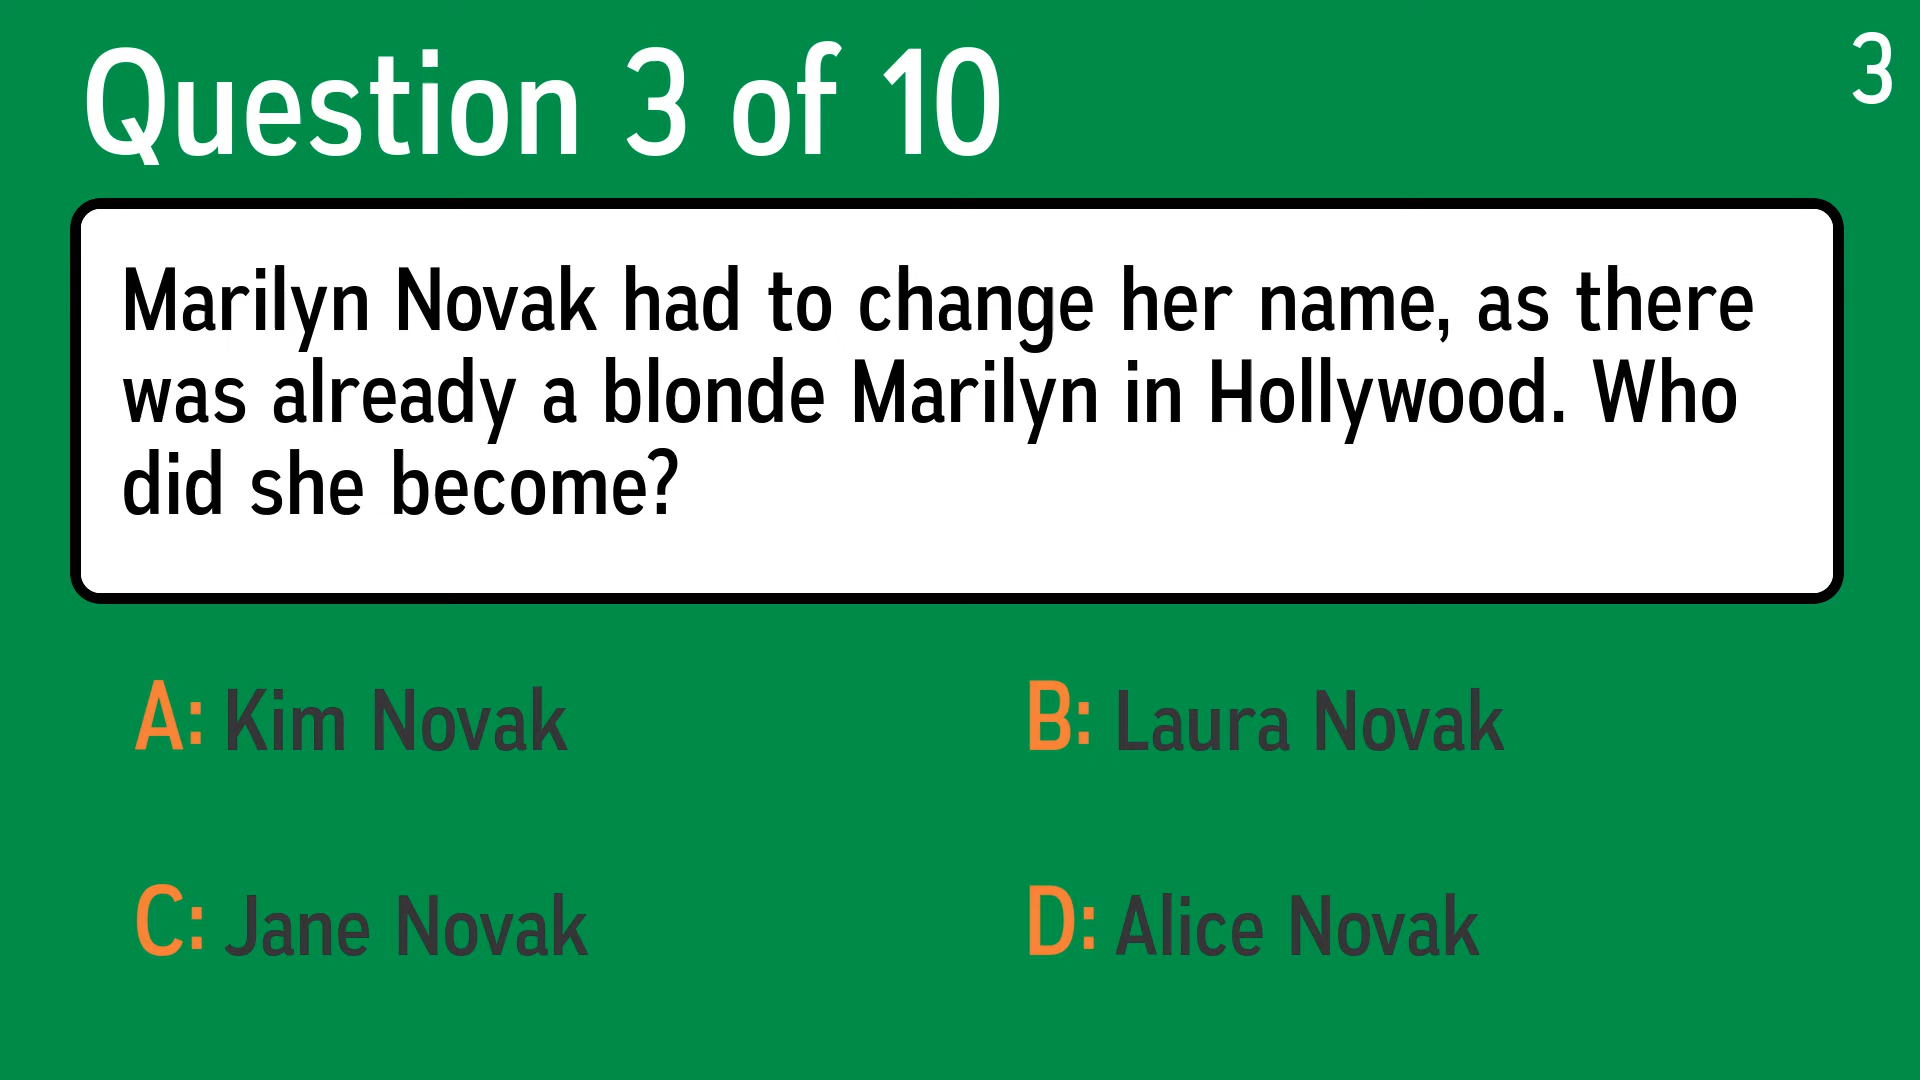 Question 3 of 10
3
Marilyn Novak had to change her name, as there
was already a blonde Marilyn in Hollywood. Who
did she become?
A: Kim Novak
B: Laura Novak
C: Jane Novak
D: Alice Novak